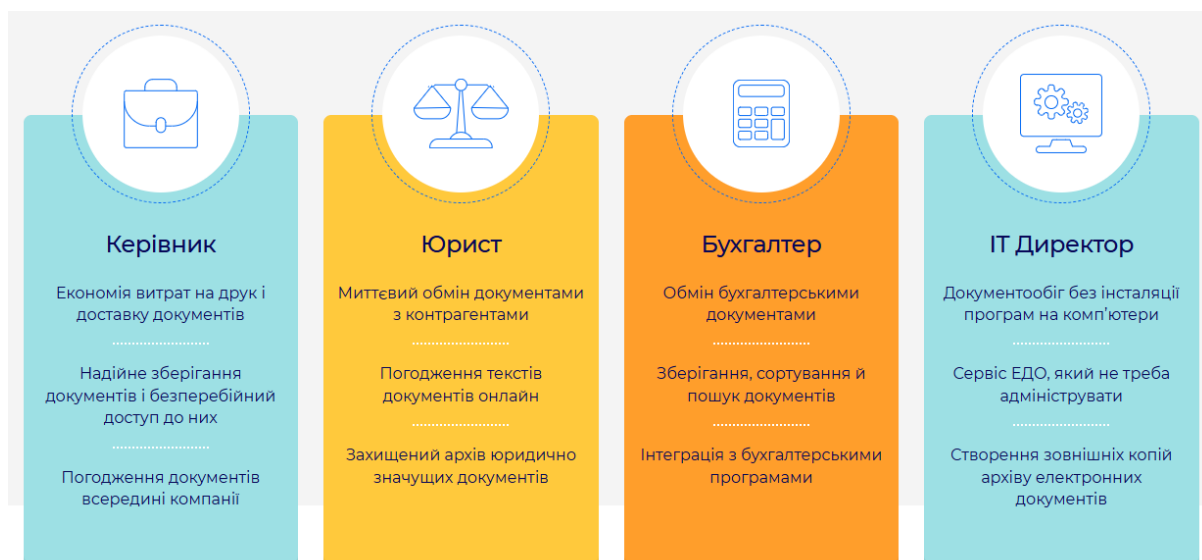 Керівник
Економія витрат на друк і
доставку документів
Надійне зберігання
документів і безперебійний
доступ до них
Погодження документів
всередині компанії
Юрист
Миттєвий обмін документами
з контрагентами
Погодження текстів
документів онлайн
Захищений архів юридично
значущих документів
Бухгалтер
Обмін бухгалтерськими
документами
Зберігання, сортування й
пошук документів
Інтеграція з бухгалтерськими
програмами
ІТ Директор
Документообіг без інсталяції
програм на комп'ютери
Сервіс ЕДО, який не треба
адмініструвати
Створення зовнішніх копій
архіву електронних
документів